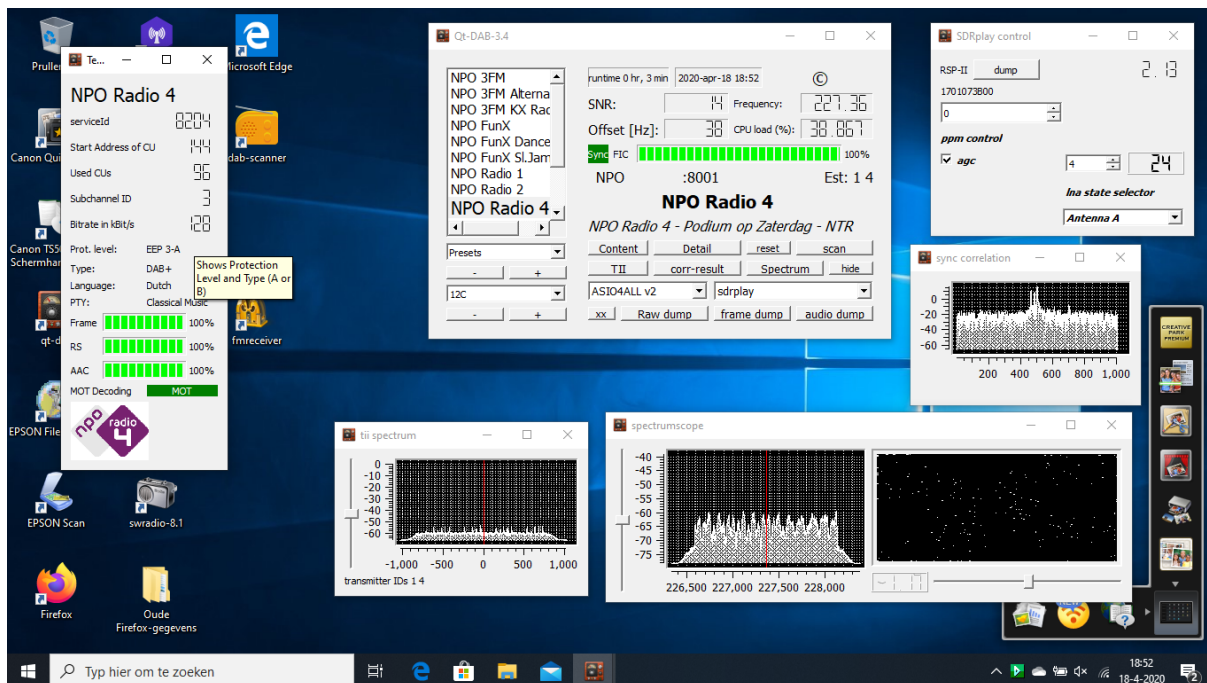 Prulle
Microsoft Edge
Canon Qui
dab-scanner
Canon TS5
Schermhar
qt-d
fmreceiver
EPSON File
EPSON Scan
swradio-8.1
Firefox
Oude
Firefox-gegevens
Te...
NPO Radio 4
serviceId 8204
Start Address of
CU 144
Used CUs 96
Subchannel ID 3
Bitrate in kBit/s 128
Prot. level: EEP 3-A
Type: DAB+
Language: Dutch
PTY: Classical Music
Shows Protection
Level and Type (A or
B)
Frame 100%
RS 100%
AAC 100%
MOT Decoding MOT
npo radio 4
Qt-DAB-3.4
NPO 3FM
NPO 3FM Alterna
NPO 3FM KX Rad
NPO FunX
NPO FunX Dance
NPO FunX Sl.Jam
NPO Radio 1
NPO Radio 2
NPO Radio 4
Presets
- +
12C
- +
runtime 0 hr, 3 min 2020-apr-18 18:52 ©
SNR: 14 Frequency: 227.36
Offset [Hz]: 38 CPU load (%): 38.867
Sync FIC 100%
NPO :8001 Est: 1 4
NPO Radio 4
NPO Radio 4 - Podium op Zaterdag - NTR
Content Detail reset scan
TII corr-result Spectrum hide
ASIO4ALL v2 sdrplay
xx Raw dump frame dump audio dump
SDRplay control
RSP-II dump 2.13
1701073B00
0
ppm control
agc 4 24
lna state selector
Antenna A
sync correlation
0
-20
-40
-60
200 400 600 800 1,000
tii spectrum
0
-10
-20
-30
-40
-50
-60
-1,000 -500 0 500 1,000
transmitter IDs 1 4
spectrumscope
-40
-45
-50
-55
-60
-65
-70
-75
226,500 227,000 227,500 228,000
CREATIVE
PARK
PREMIUM
NEW
Typ hier om te zoeken
18:52
18-4-2020
2